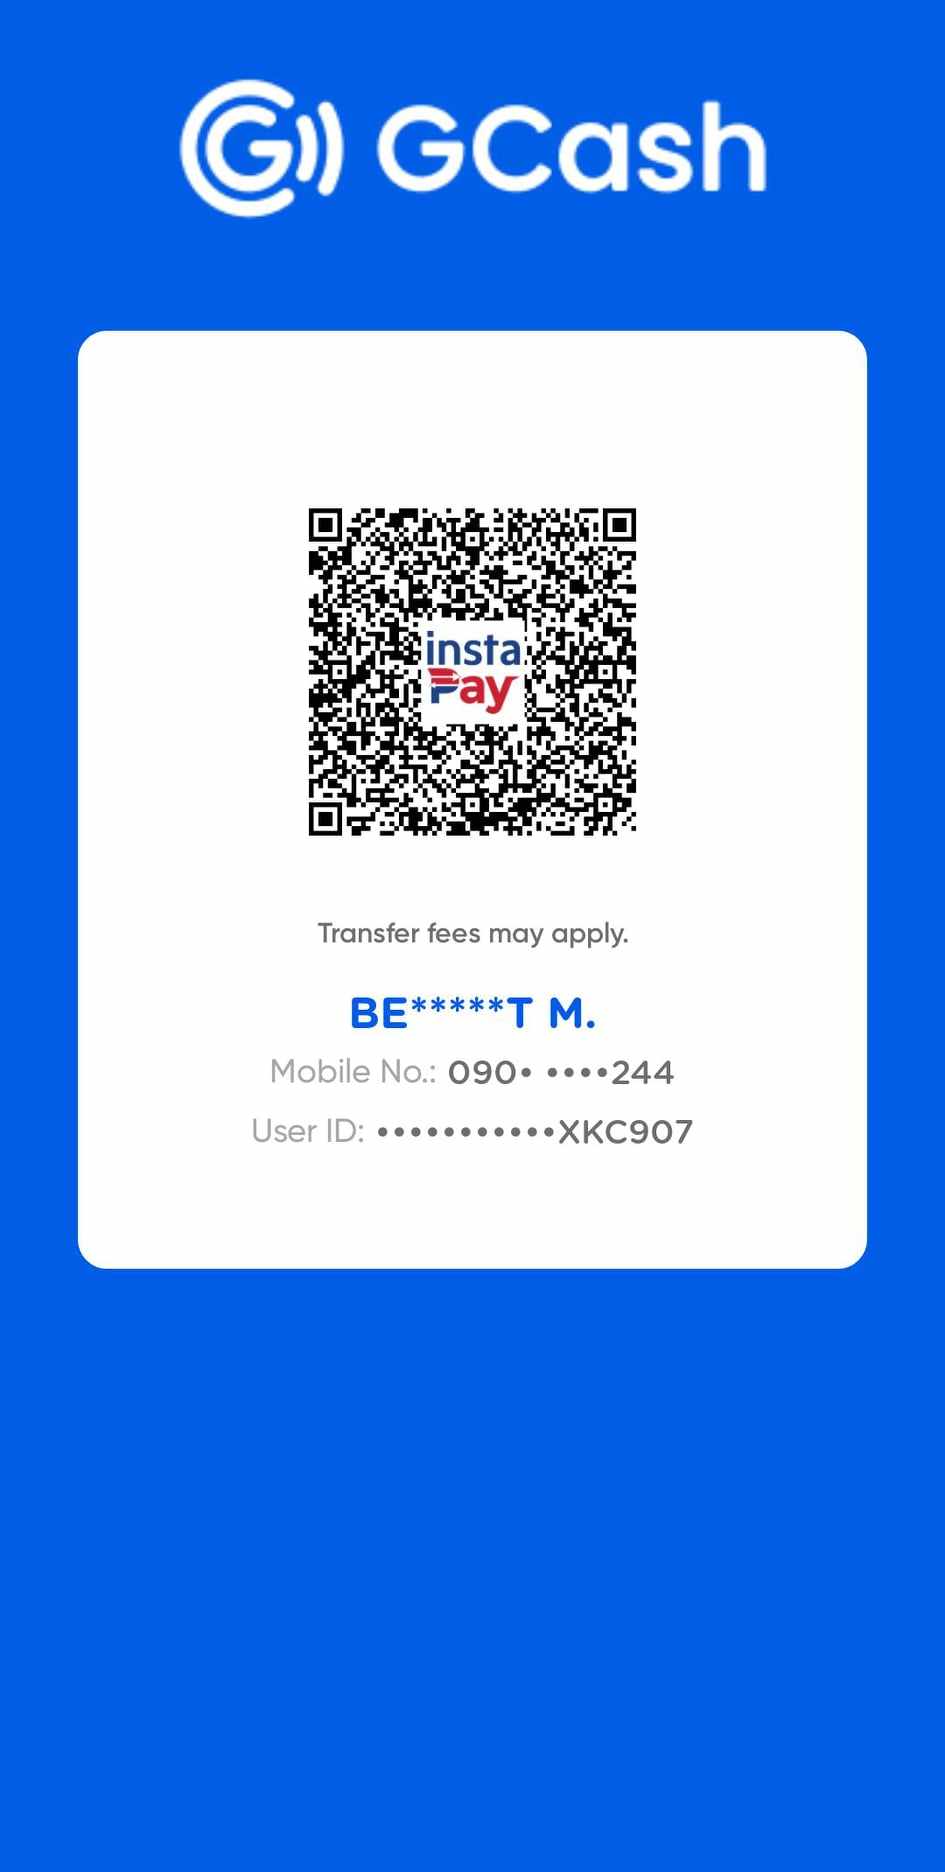 GCash
insta
Pay
Transfer fees may apply.
BE*****T M.
Mobile No.: 090• ••••244
User ID: •••••••••••XKC907